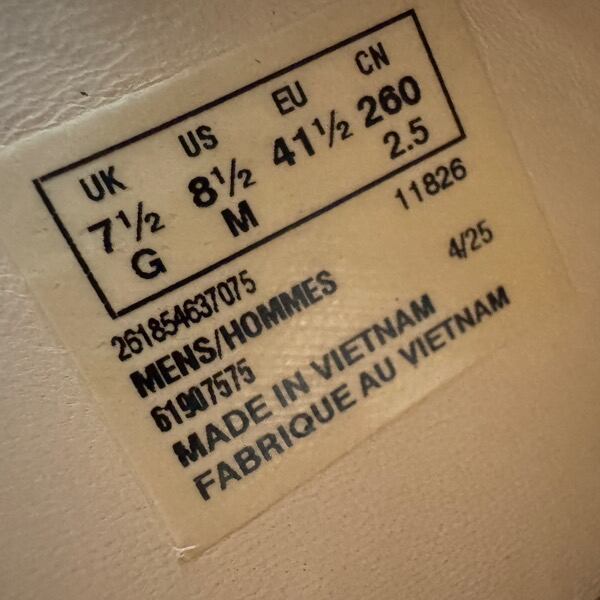 UK US EU CN
7½ 8½ 41½ 260
G M 2.5
11826
261854637075 4/25
MENS/HOMMES
61907575
MADE IN VIETNAM
FABRIQUE AU VIETNAM